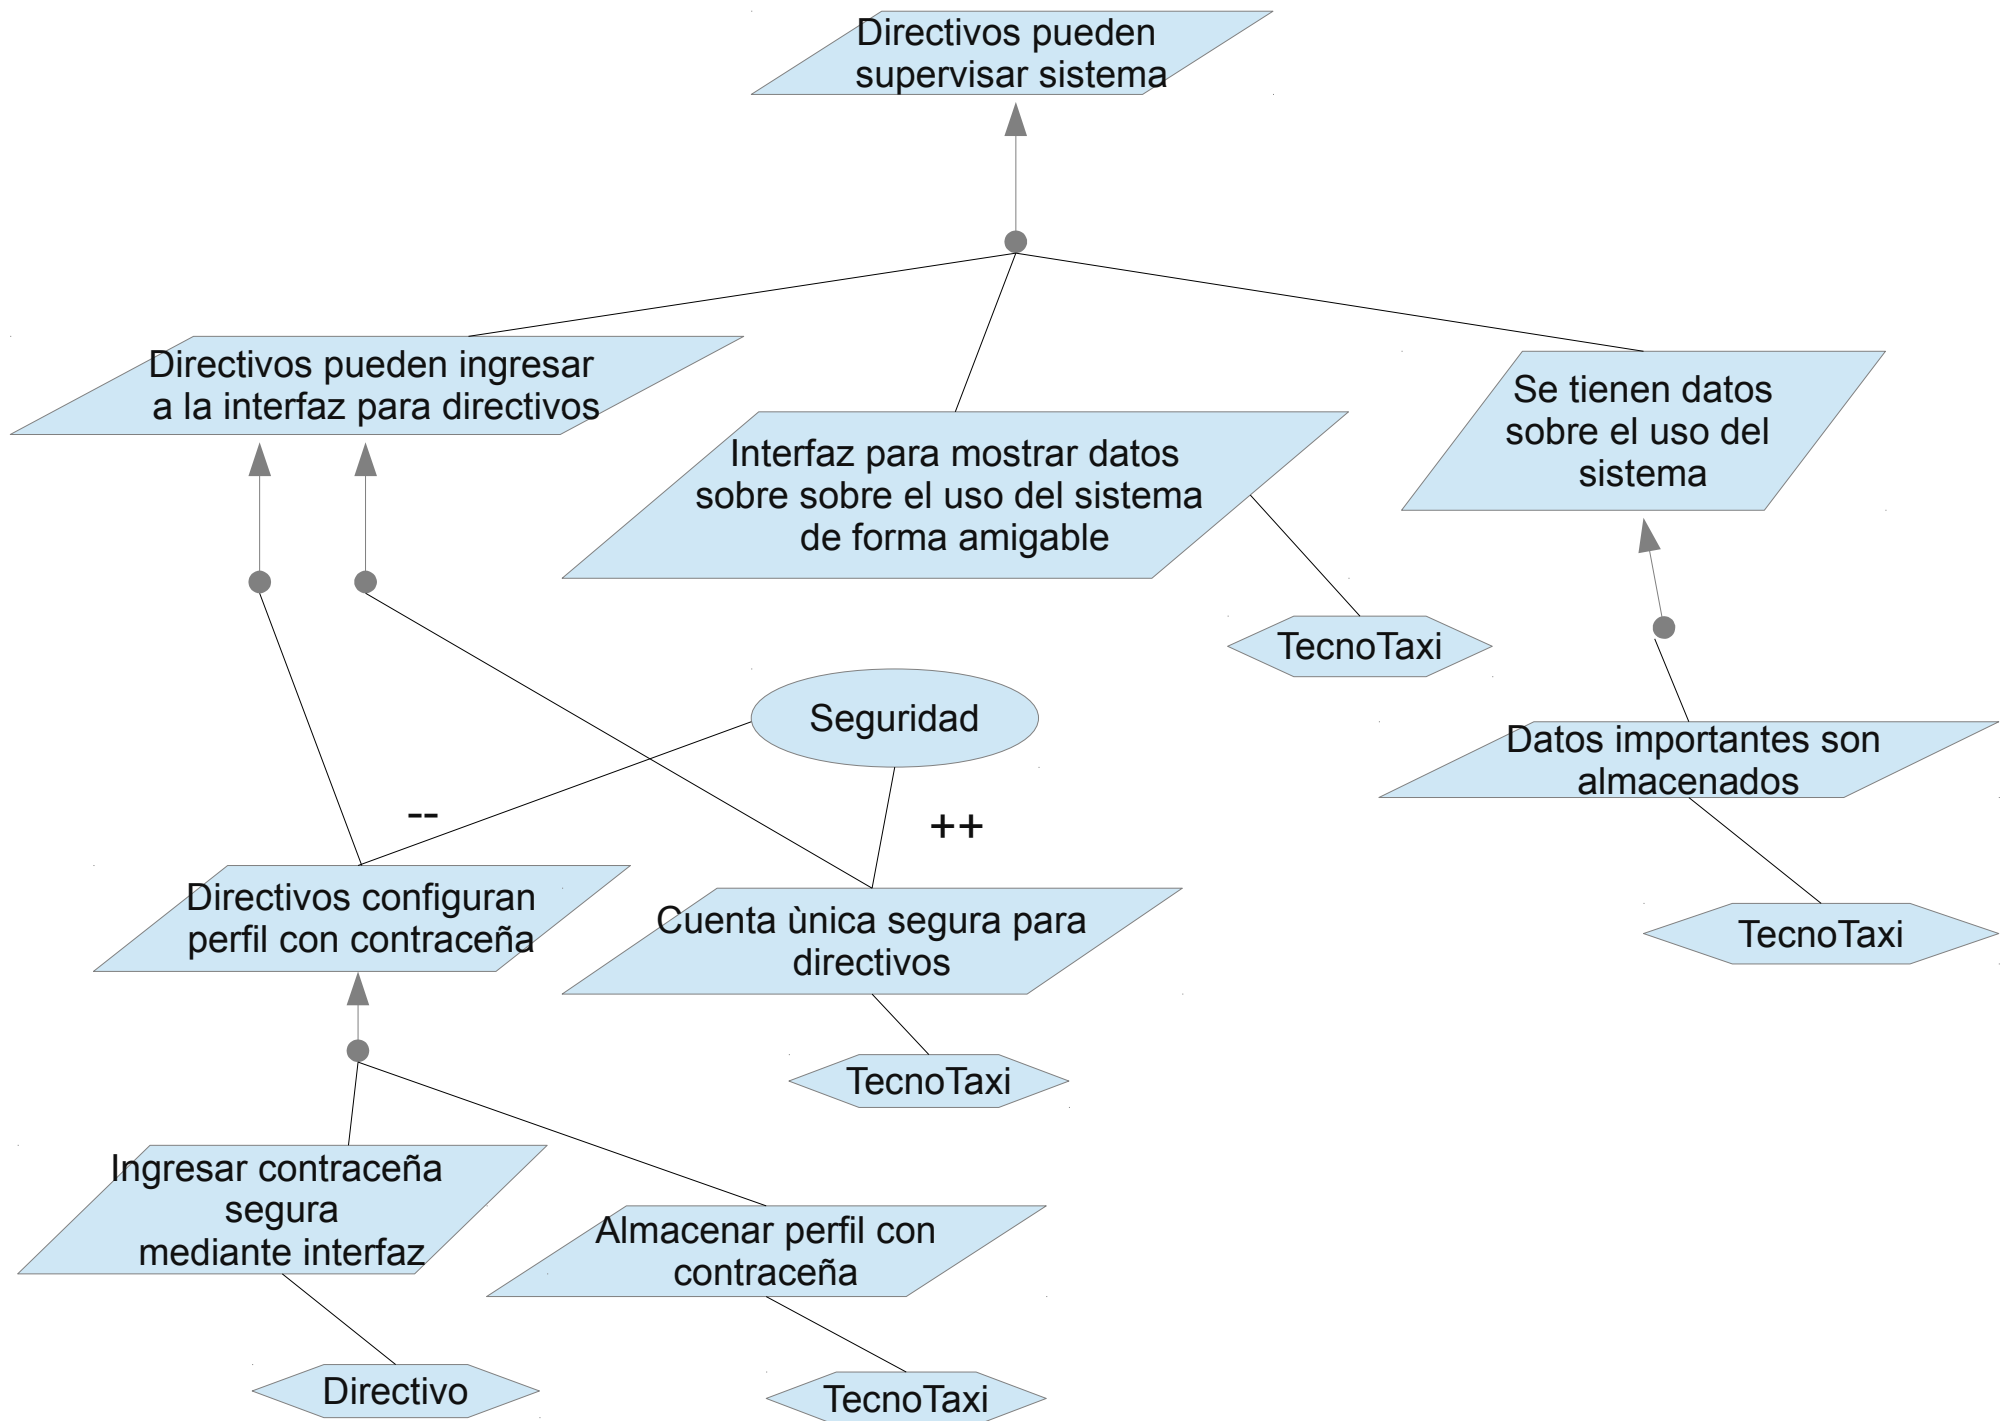 Directivos pueden
supervisar sistema
Directivos pueden ingresar
a la interfaz para directivos
Interfaz para mostrar datos
sobre sobre el uso del sistema
de forma amigable
Se tienen datos
sobre el uso del
sistema
TecnoTaxi
Seguridad
Datos importantes son
almacenados
--
++
Directivos configuran
perfil con contraceña
Cuenta ùnica segura para
directivos
TecnoTaxi
TecnoTaxi
Ingresar contraceña
segura
mediante interfaz
Almacenar perfil con
contraceña
Directivo
TecnoTaxi